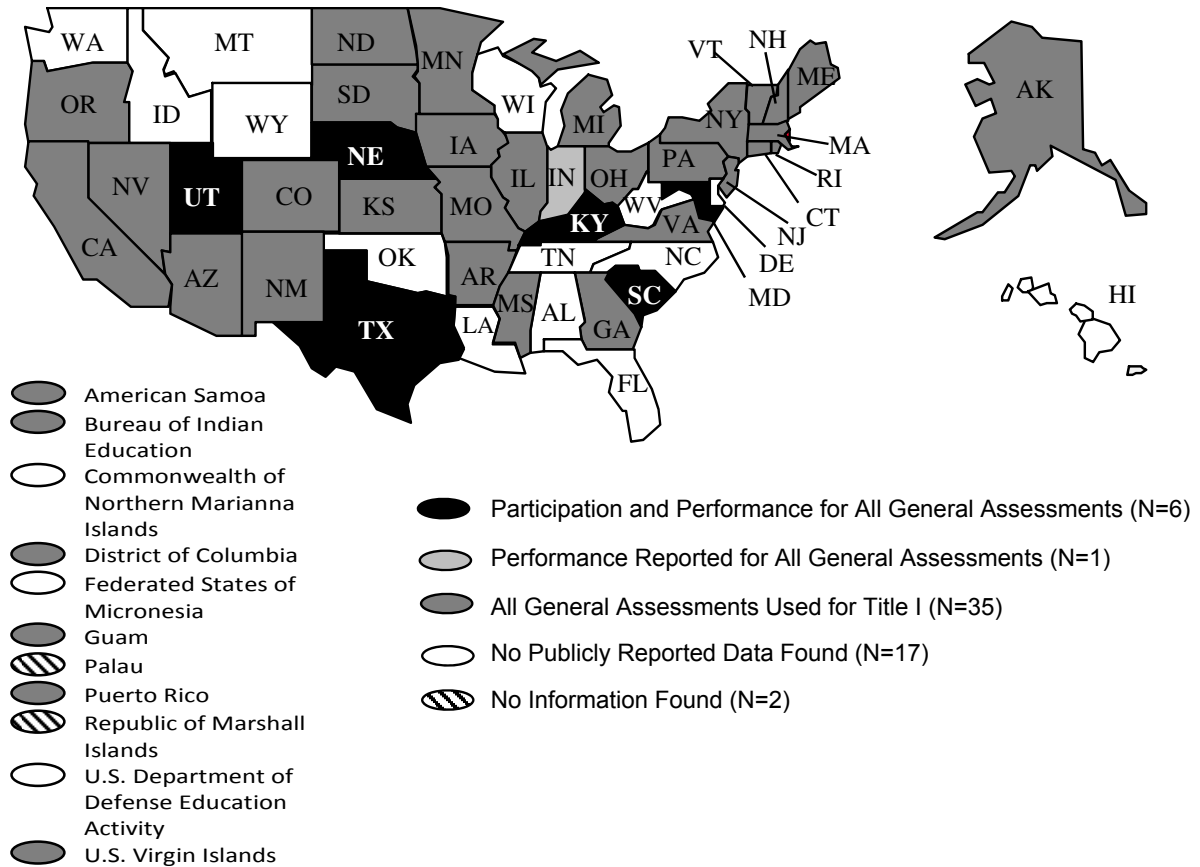 WA
MT
ND
MN
VT
NH
ME
AK
OR
ID
SD
WI
NY
WY
MI
MA
NE
IA
PA
RI
NV
UT
IL
IN
OH
CT
CO
WV
NJ
CA
KS
MO
KY
VA
DE
OK
TN
NC
MD
AZ
NM
AR
SC
HI
TX
MS
AL
GA
LA
FL
American Samoa
Bureau of Indian
Education
Commonwealth of
Northern Marianna
Islands
District of Columbia
Federated States of
Micronesia
Guam
Palau
Puerto Rico
Republic of Marshall
Islands
U.S. Department of
Defense Education
Activity
U.S. Virgin Islands
Participation and Performance for All General Assessments (N=6)
Performance Reported for All General Assessments (N=1)
All General Assessments Used for Title I (N=35)
No Publicly Reported Data Found (N=17)
No Information Found (N=2)